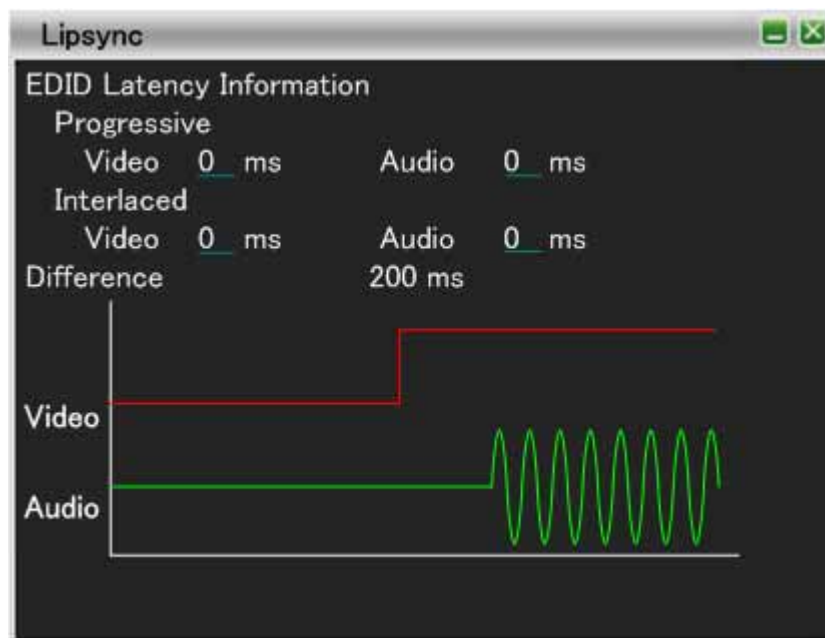 Lipsync
EDID Latency Information
Progressive
Video 0 ms Audio 0 ms
Interlaced
Video 0 ms Audio 0 ms
Difference 200 ms
Video
Audio